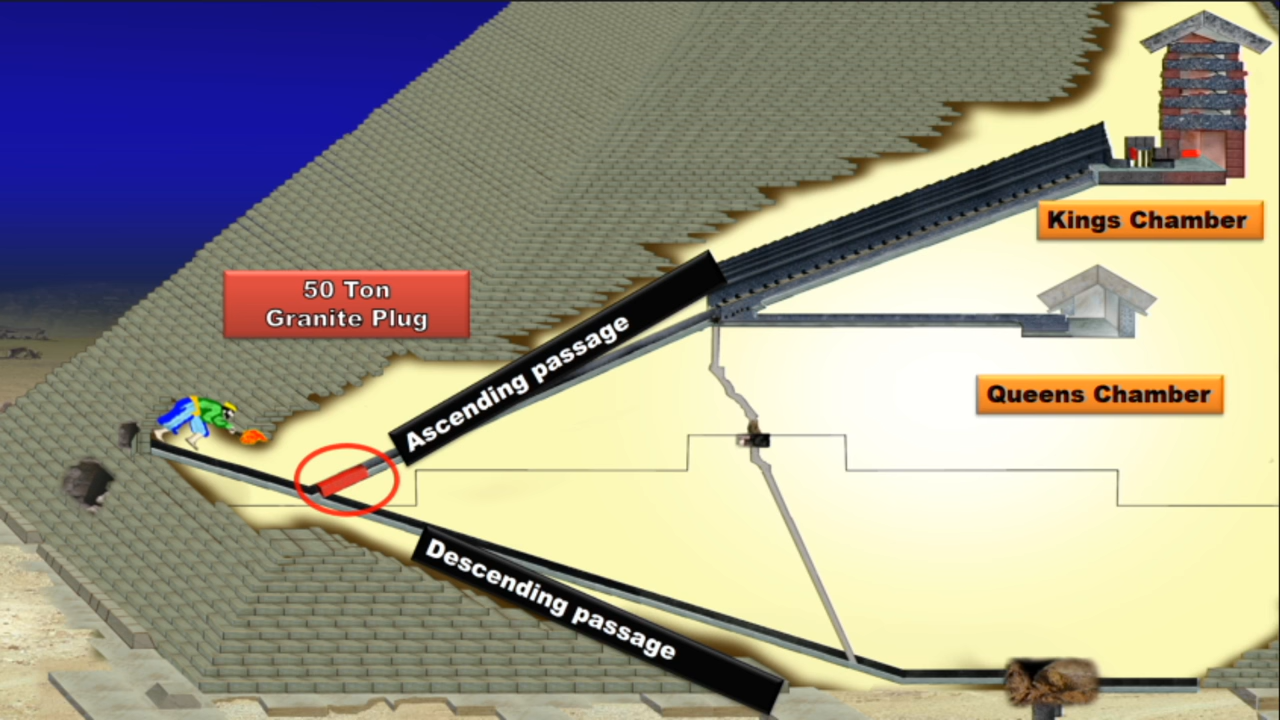 Kings Chamber
50 Ton
Granite Plug
Ascending passage
Queens Chamber
Descending passage